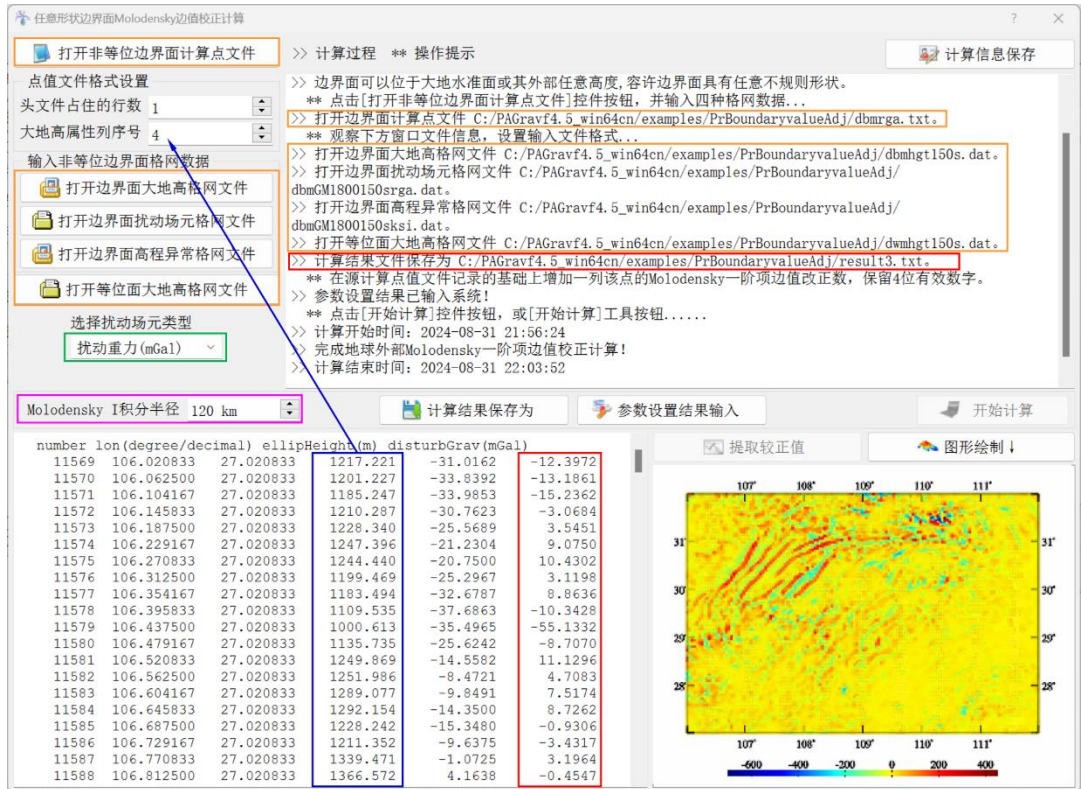 任意形状边界面Molodensky边值校正计算
打开非等位边界面计算点文件
>> 计算过程 ** 操作提示
计算信息保存
点值文件格式设置
头文件占住的行数 1
大地高属性列序号 4
输入非等位边界面格网数据
打开边界面大地高格网文件
打开边界面扰动场元格网文件
打开边界面高程异常格网文件
打开等位面大地高格网文件
选择扰动场元类型
扰动重力(mGal)
>> 边界面可以位于大地水准面或其外部任意高度,容许边界面具有任意不规则形状。
** 点击[打开非等位边界面计算点文件]控件按钮，并输入四种格网数据...
>> 打开边界面计算点文件 C:/PAGravf4.5_win64cn/examples/PrBoundaryvalueAdj/dbmrga.txt。
** 观察下方窗口文件信息，设置输入文件格式...
>> 打开边界面大地高格网文件 C:/PAGravf4.5_win64cn/examples/PrBoundaryvalueAdj/dbmhgt150s.dat。
>> 打开边界面扰动场元格网文件 C:/PAGravf4.5_win64cn/examples/PrBoundaryvalueAdj/
dbmGM1800150srga.dat。
>> 打开边界面高程异常格网文件 C:/PAGravf4.5_win64cn/examples/PrBoundaryvalueAdj/
dbmGM1800150sksi.dat。
>> 打开等位面大地高格网文件 C:/PAGravf4.5_win64cn/examples/PrBoundaryvalueAdj/dwmhgt150s.dat。
>> 计算结果文件保存为 C:/PAGravf4.5_win64cn/examples/PrBoundaryvalueAdj/result3.txt。
** 在源计算点值文件记录的基础上增加一列该点的Molodensky一阶项边值改正数，保留4位有效数字。
>> 参数设置结果已输入系统！
** 点击[开始计算]控件按钮，或[开始计算]工具按钮......
>> 计算开始时间：2024-08-31 21:56:24
>> 完成地球外部Molodensky一阶项边值校正计算！
>> 计算结束时间：2024-08-31 22:03:52
Molodensky I积分半径 120 km
计算结果保存为
参数设置结果输入
开始计算
number lon(degree/decimal) ellipHeight(m) disturbGrav(mGal)
11569 106.020833 27.020833 1217.221 -31.0162 -12.3972
11570 106.062500 27.020833 1201.227 -33.8392 -13.1861
11571 106.104167 27.020833 1185.247 -33.9853 -15.2362
11572 106.145833 27.020833 1210.287 -30.7623 -3.0684
11573 106.187500 27.020833 1228.340 -25.5689 3.5451
11574 106.229167 27.020833 1247.396 -21.2304 9.0750
11575 106.270833 27.020833 1244.440 -20.7500 10.4302
11576 106.312500 27.020833 1199.469 -25.2967 3.1198
11577 106.354167 27.020833 1183.494 -32.6787 8.8636
11578 106.395833 27.020833 1109.535 -37.6863 -10.3428
11579 106.437500 27.020833 1000.613 -35.4965 -55.1332
11580 106.479167 27.020833 1135.735 -25.6242 -8.7070
11581 106.520833 27.020833 1249.869 -14.5582 11.1296
11582 106.562500 27.020833 1251.986 -8.4721 4.7083
11583 106.604167 27.020833 1289.077 -9.8491 7.5174
11584 106.645833 27.020833 1292.154 -14.3500 8.7262
11585 106.687500 27.020833 1228.242 -15.3480 -0.9306
11586 106.729167 27.020833 1211.352 -9.6375 -3.4317
11587 106.770833 27.020833 1339.471 -1.0725 3.1964
11588 106.812500 27.020833 1366.572 4.1638 -0.4547
提取较正值
图形绘制↓
107° 108° 109° 110° 111°
31° 31°
30° 30°
29° 29°
28° 28°
107° 108° 109° 110° 111°
-600 -400 -200 0 200 400